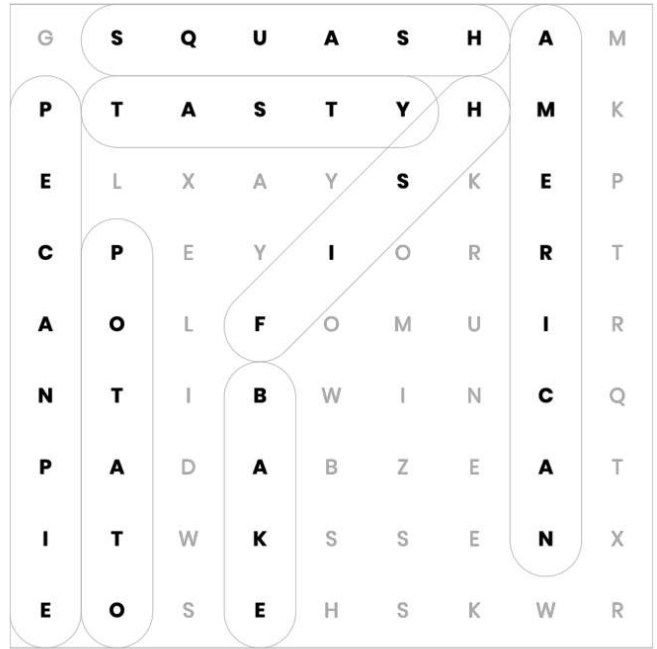 G S Q U A S H A M
P T A S T Y H M K
E L X A Y S K E P
C P E Y I O R R T
A O L F O M U I R
N T I B W I N C Q
P A D A B Z E A T
I T W K S S E N X
E O S E H S K W R